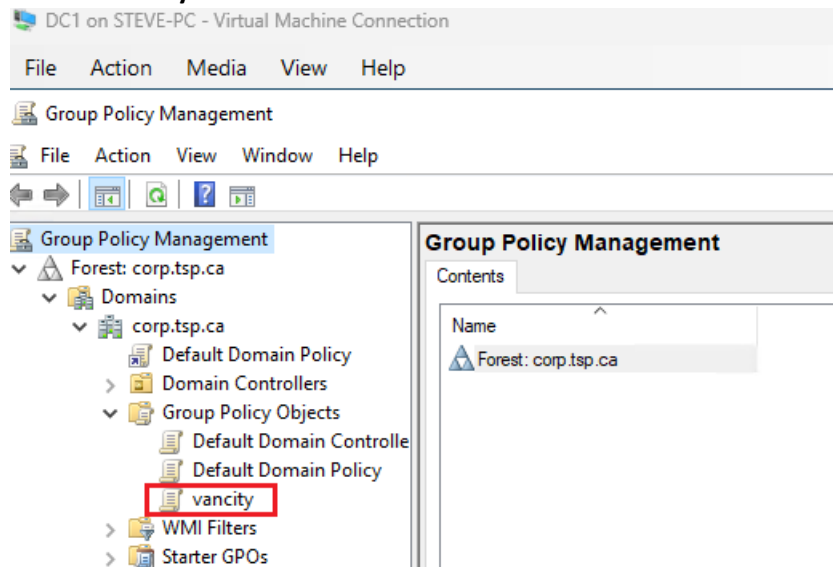 DC1 on STEVE-PC - Virtual Machine Connection
File Action Media View Help
Group Policy Management
File Action View Window Help
Group Policy Management
Forest: corp.tsp.ca
Domains
corp.tsp.ca
Default Domain Policy
Domain Controllers
Group Policy Objects
Default Domain Controlle
Default Domain Policy
vancity
WMI Filters
Starter GPOs
Group Policy Management
Contents
Name
Forest: corp.tsp.ca